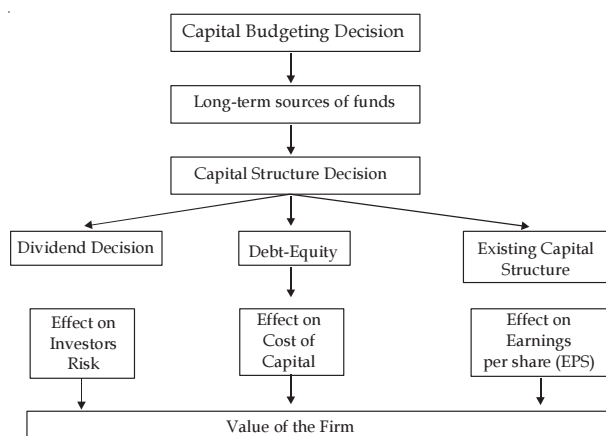 Capital Budgeting Decision
Long-term sources of funds
Capital Structure Decision
Dividend Decision
Debt-Equity
Existing Capital
Structure
Effect on
Investors
Risk
Effect on
Cost of
Capital
Effect on
Earnings
per share (EPS)
Value of the Firm